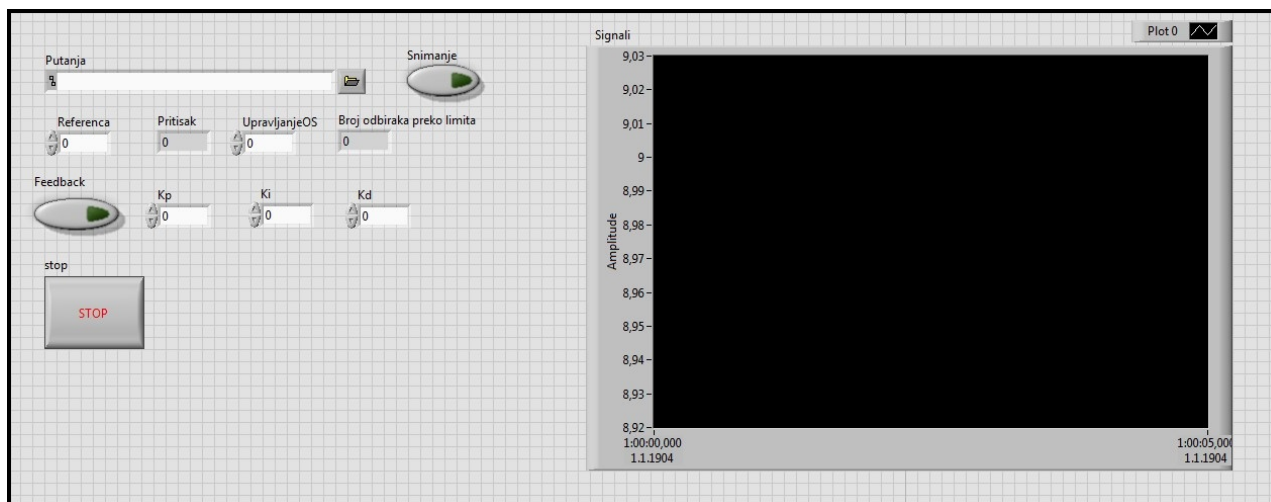 Putanja
Snimanje
Referenca Pritisak UpravljanjeOS Broj odbiraka preko limita
0 0 0 0
Feedback
Kp Ki Kd
0 0 0
stop
STOP
Signali
Plot 0
Amplitude
9,03
9,02
9,01
9
8,99
8,98
8,97
8,96
8,95
8,94
8,93
8,92
1:00:00,000 1:00:05,000
1.1.1904 1.1.1904